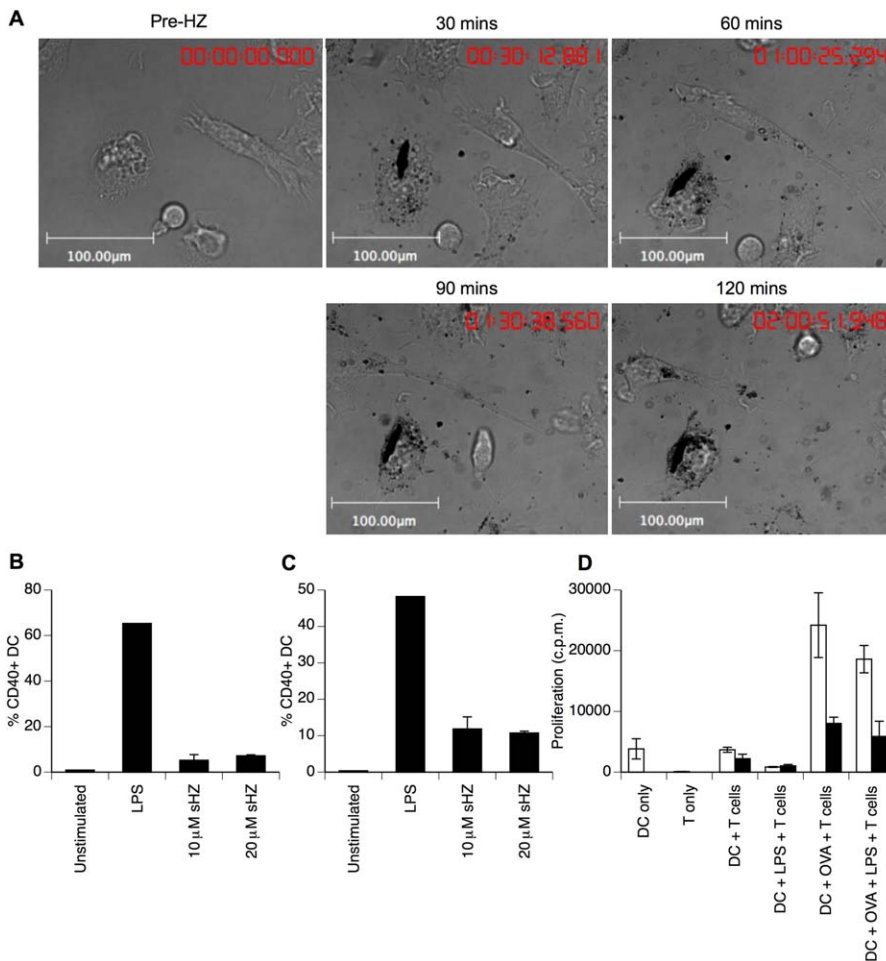 A
Pre-HZ
30 mins
60 mins
00:00:00.000
00:30:12.881
01:00:25.294
100.00µm
100.00µm
100.00µm
90 mins
120 mins
01:30:38.560
02:00:51.948
100.00µm
100.00µm
B
% CD40+ DC
80
60
40
20
0
Unstimulated
LPS
10 µM sHZ
20 µM sHZ
C
% CD40+ DC
50
40
30
20
10
0
Unstimulated
LPS
10 µM sHZ
20 µM sHZ
D
Proliferation (c.p.m.)
30000
20000
10000
0
DC only
T only
DC + T cells
DC + LPS + T cells
DC + OVA + T cells
DC + OVA + LPS + T cells